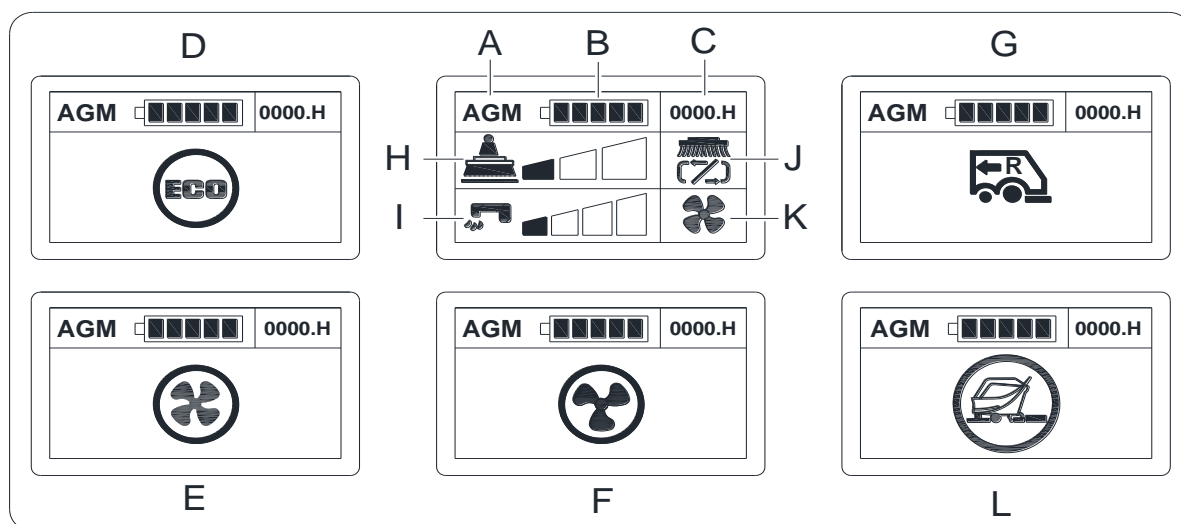 D
A B C
G
AGM 0000.H
ECO
AGM 0000.H
H
J
I
K
AGM 0000.H
R
AGM 0000.H
E
AGM 0000.H
F
AGM 0000.H
L